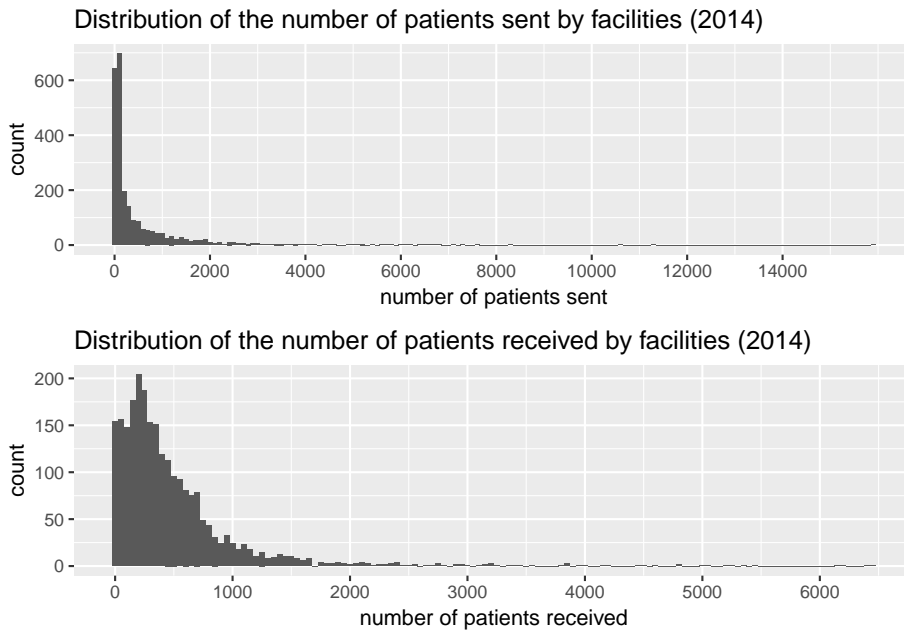 Distribution of the number of patients sent by facilities (2014)
600
400
200
0
count
0 2000 4000 6000 8000 10000 12000 14000
number of patients sent
Distribution of the number of patients received by facilities (2014)
200
150
100
50
0
count
0 1000 2000 3000 4000 5000 6000
number of patients received